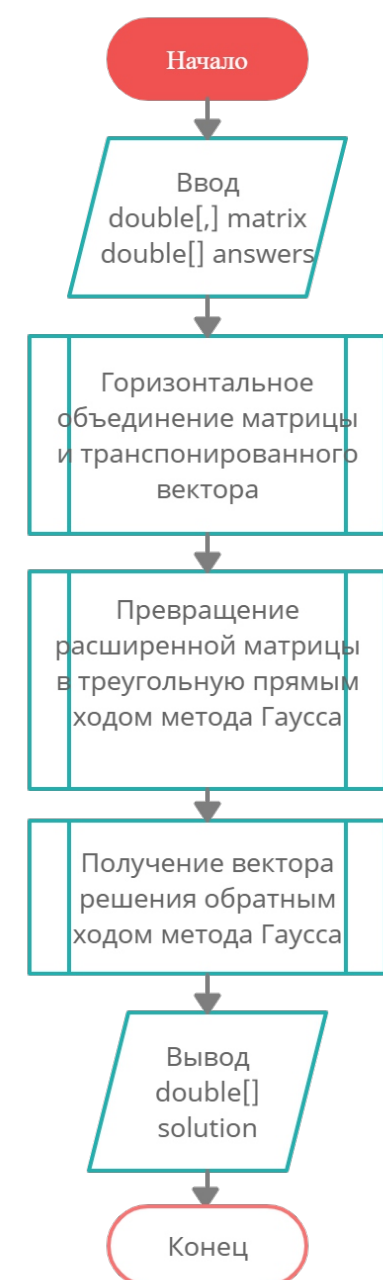 Начало
Ввод
double[,] matrix
double[] answers
Горизонтальное
объединение матрицы
и транспонированного
вектора
Превращение
расширенной матрицы
в треугольную прямым
ходом метода Гаусса
Получение вектора
решения обратным
ходом метода Гаусса
Вывод
double[]
solution
Конец